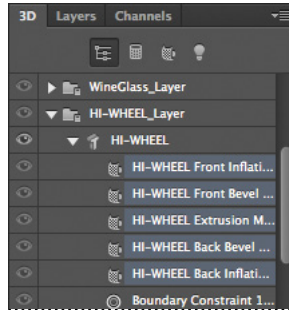 3D Layers Channels
WineGlass_Layer
HI-WHEEL_Layer
HI-WHEEL
HI-WHEEL Front Inflati...
HI-WHEEL Front Bevel ...
HI-WHEEL Extrusion M...
HI-WHEEL Back Bevel ...
HI-WHEEL Back Inflati...
Boundary Constraint 1...